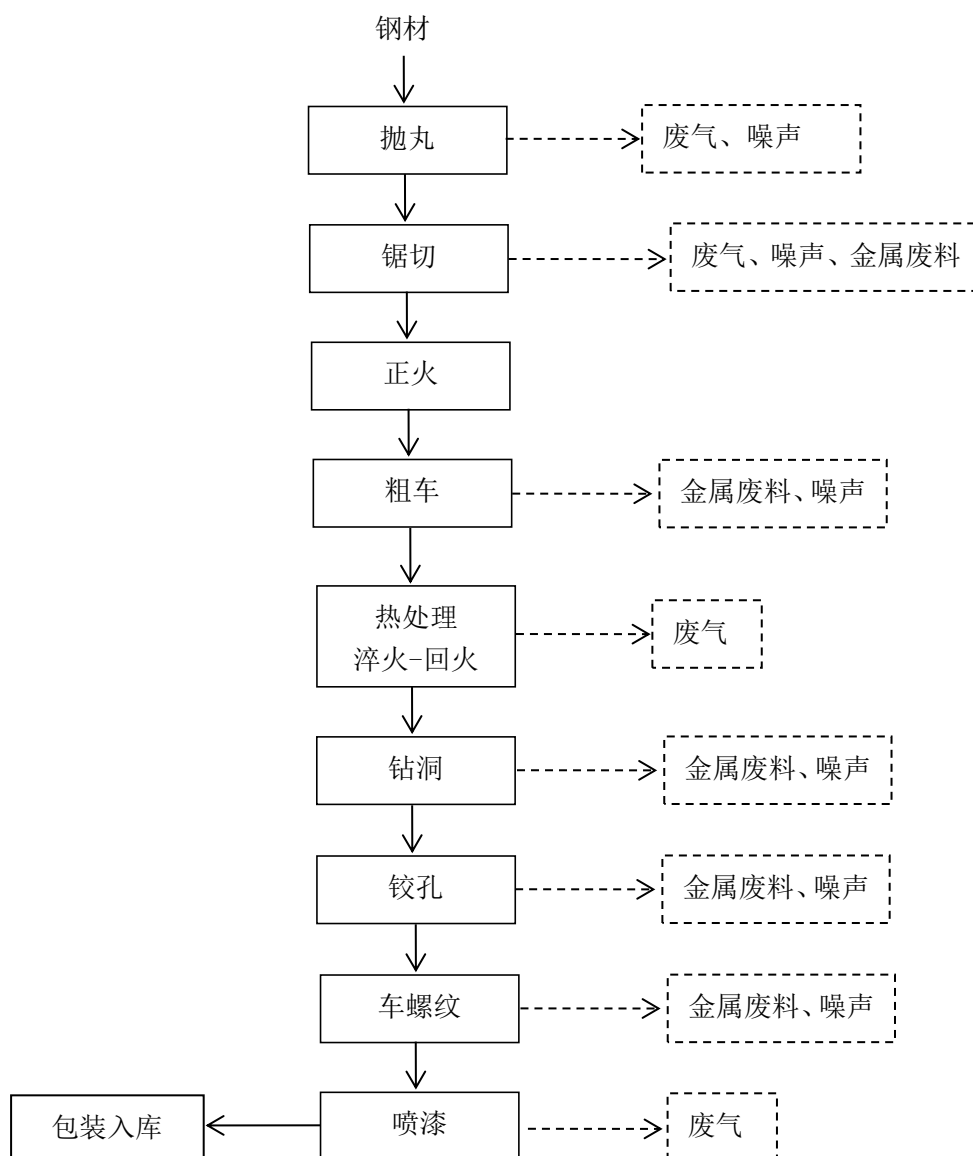 钢材
抛丸
废气、噪声
锯切
废气、噪声、金属废料
正火
粗车
金属废料、噪声
热处理
淬火-回火
废气
钻洞
金属废料、噪声
铰孔
金属废料、噪声
车螺纹
金属废料、噪声
包装入库
喷漆
废气